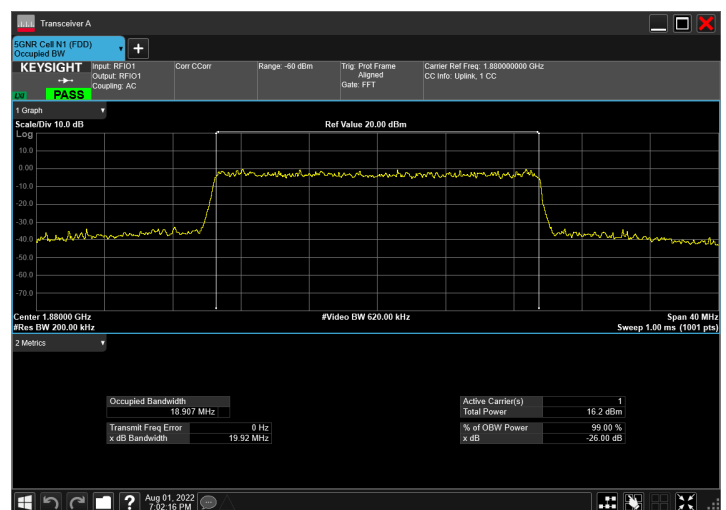 Transceiver A
5GNR Cell N1 (FDD)
Occupied BW
KEYSIGHT
LXI
PASS
Input: RFIO1
Output: RFIO1
Coupling: AC
Corr CCorr
Range: -60 dBm
Trig: Prot Frame
Aligned
Gate: FFT
Carrier Ref Freq: 1.880000000 GHz
CC Info: Uplink, 1 CC
1 Graph
Scale/Div 10.0 dB
Ref Value 20.00 dBm
Log
10.0
0.00
-10.0
-20.0
-30.0
-40.0
-50.0
-60.0
-70.0
Center 1.88000 GHz
#Video BW 620.00 kHz
Span 40 MHz
#Res BW 200.00 kHz
Sweep 1.00 ms (1001 pts)
2 Metrics
Occupied Bandwidth
18.907 MHz
Transmit Freq Error 0 Hz
x dB Bandwidth 19.92 MHz
Active Carrier(s) 1
Total Power 16.2 dBm
% of OBW Power 99.00 %
x dB -26.00 dB
?
Aug 01, 2022
7:02:16 PM